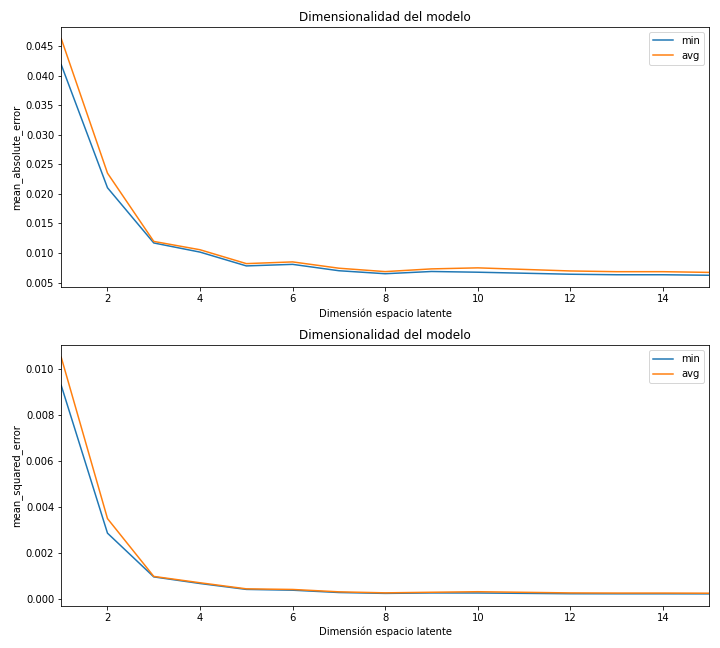 Dimensionalidad del modelo
min
avg
0.045
0.040
0.035
0.030
0.025
0.020
0.015
0.010
0.005
mean_absolute_error
2 4 6 8 10 12 14
Dimensión espacio latente
Dimensionalidad del modelo
min
avg
0.010
0.008
0.006
0.004
0.002
0.000
mean_squared_error
2 4 6 8 10 12 14
Dimensión espacio latente